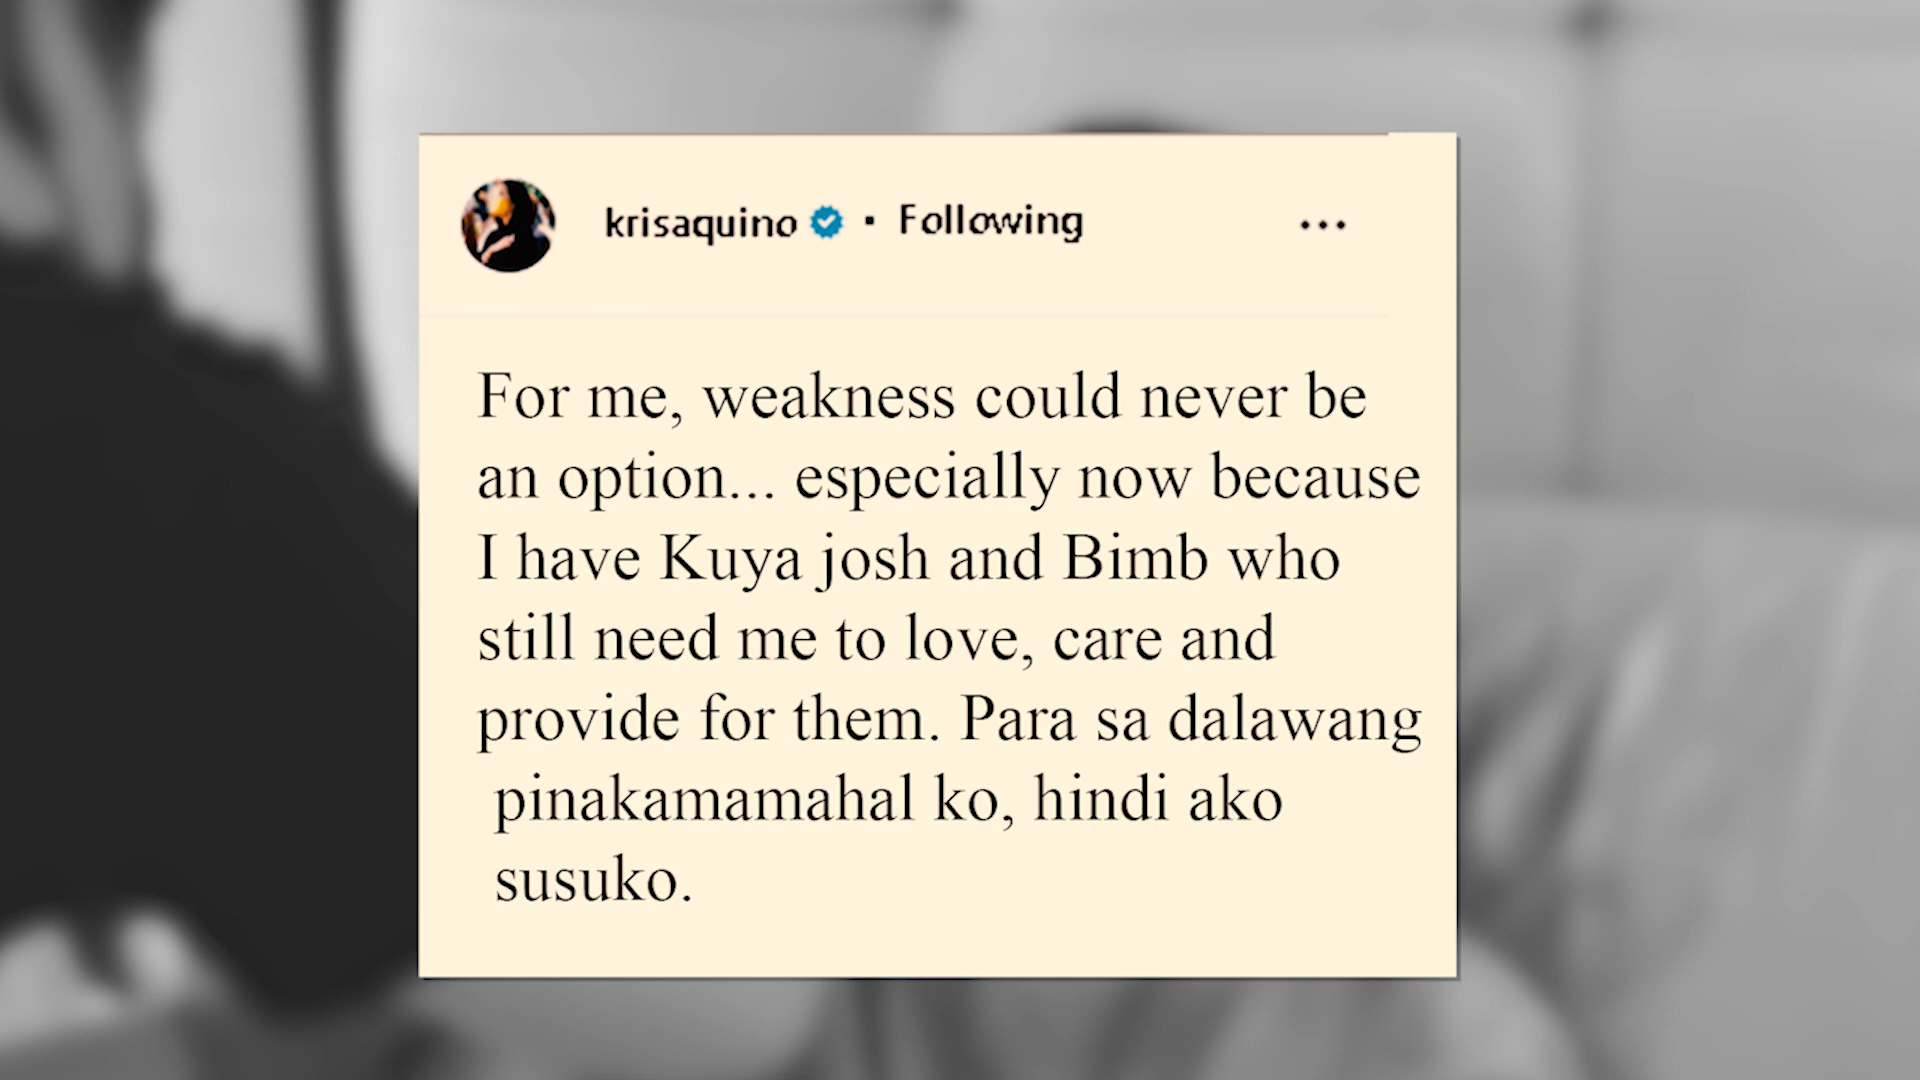 krisaquino • Following
For me, weakness could never be
an option... especially now because
I have Kuya josh and Bimb who
still need me to love, care and
provide for them. Para sa dalawang
pinakamamahal ko, hindi ako
susuko.